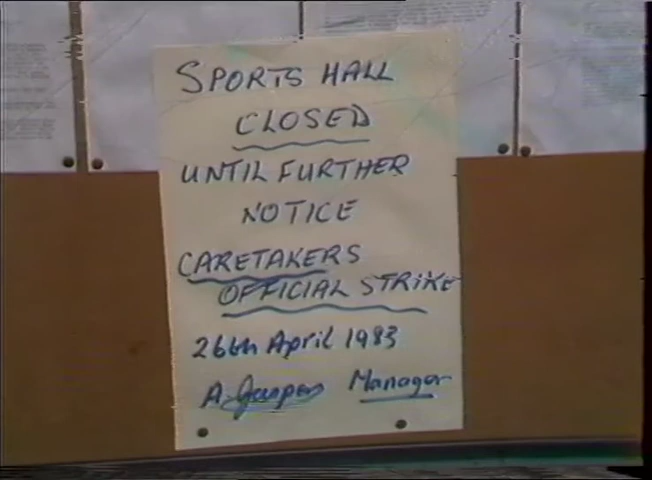 SPORTS HALL
CLOSED
UNTIL FURTHER
NOTICE
CARETAKERS
OFFICIAL STRIKE
26th April 1983
A. Manager